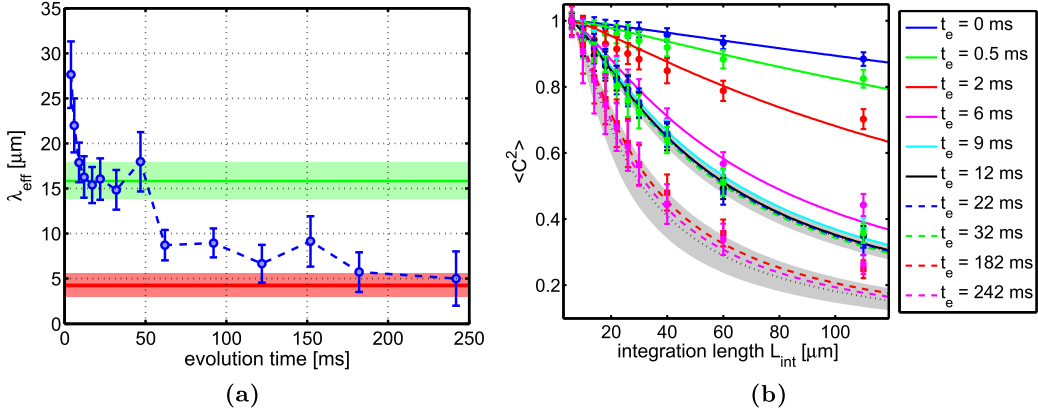 (a)
35
30
25
20
15
10
5
0
λeff [μm]
0 50 100 150 200 250
evolution time [ms]
(a)
(b)
1
0.8
0.6
0.4
0.2
<C²>
20 40 60 80 100
integration length Lint [μm]
(b)
te = 0 ms
te = 0.5 ms
te = 2 ms
te = 6 ms
te = 9 ms
te = 12 ms
te = 22 ms
te = 32 ms
te = 182 ms
te = 242 ms